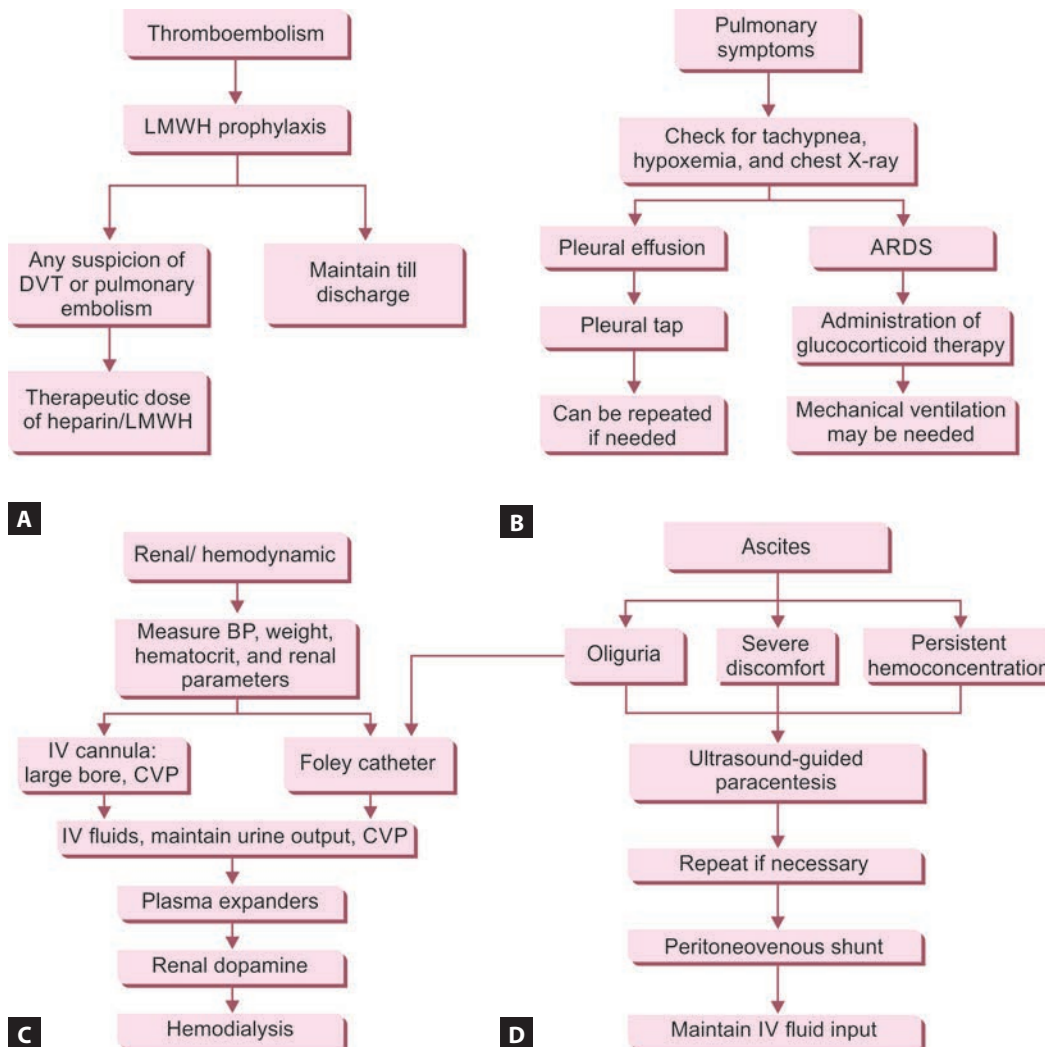 Thromboembolism
LMWH prophylaxis
Any suspicion of
DVT or pulmonary
embolism
Maintain till
discharge
Therapeutic dose
of heparin/LMWH
A
Pulmonary
symptoms
Check for tachypnea,
hypoxemia, and chest X-ray
Pleural effusion
ARDS
Pleural tap
Administration of
glucocorticoid therapy
Can be repeated
if needed
Mechanical ventilation
may be needed
B
Renal/ hemodynamic
Measure BP, weight,
hematocrit, and renal
parameters
IV cannula:
large bore, CVP
Foley catheter
IV fluids, maintain urine output, CVP
Plasma expanders
Renal dopamine
Hemodialysis
C
Ascites
Oliguria
Severe
discomfort
Persistent
hemoconcentration
Ultrasound-guided
paracentesis
Repeat if necessary
Peritoneovenous shunt
Maintain IV fluid input
D